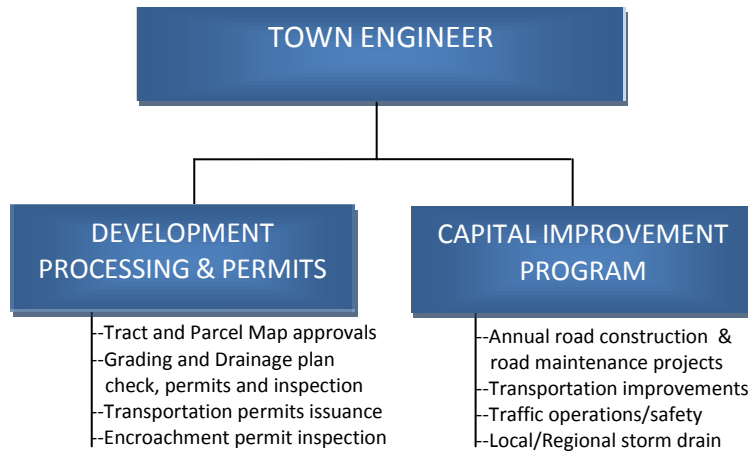 TOWN ENGINEER
DEVELOPMENT
PROCESSING & PERMITS
--Tract and Parcel Map approvals
--Grading and Drainage plan
check, permits and inspection
--Transportation permits issuance
--Encroachment permit inspection
CAPITAL IMPROVEMENT
PROGRAM
--Annual road construction &
road maintenance projects
--Transportation improvements
--Traffic operations/safety
--Local/Regional storm drain